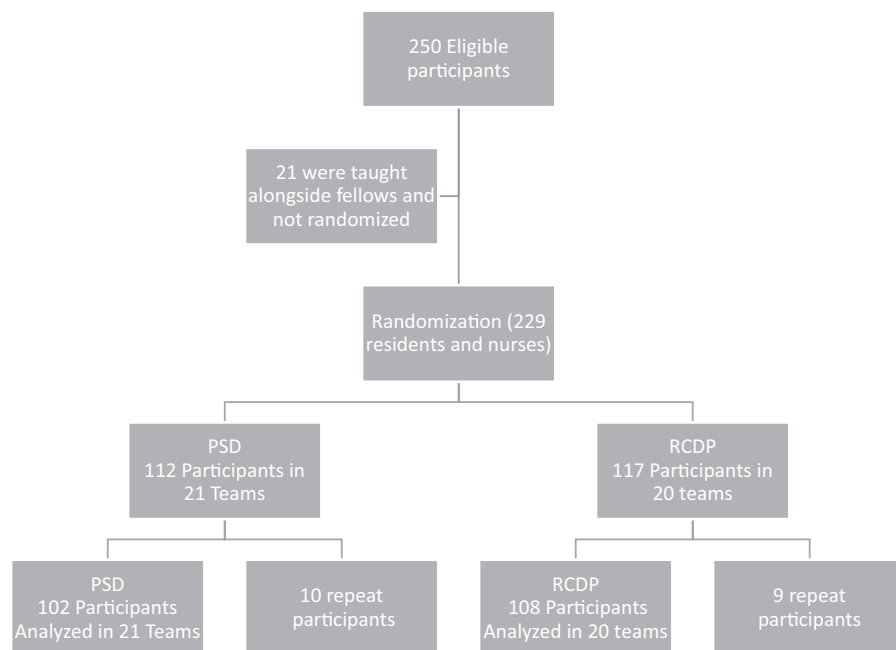 250 Eligible
participants
21 were taught
alongside fellows and
not randomized
Randomization (229
residents and nurses)
PSD
112 Participants in
21 Teams
RCDP
117 Participants in
20 teams
PSD
102 Participants
Analyzed in 21 Teams
10 repeat
participants
RCDP
108 Participants
Analyzed in 20 teams
9 repeat
participants